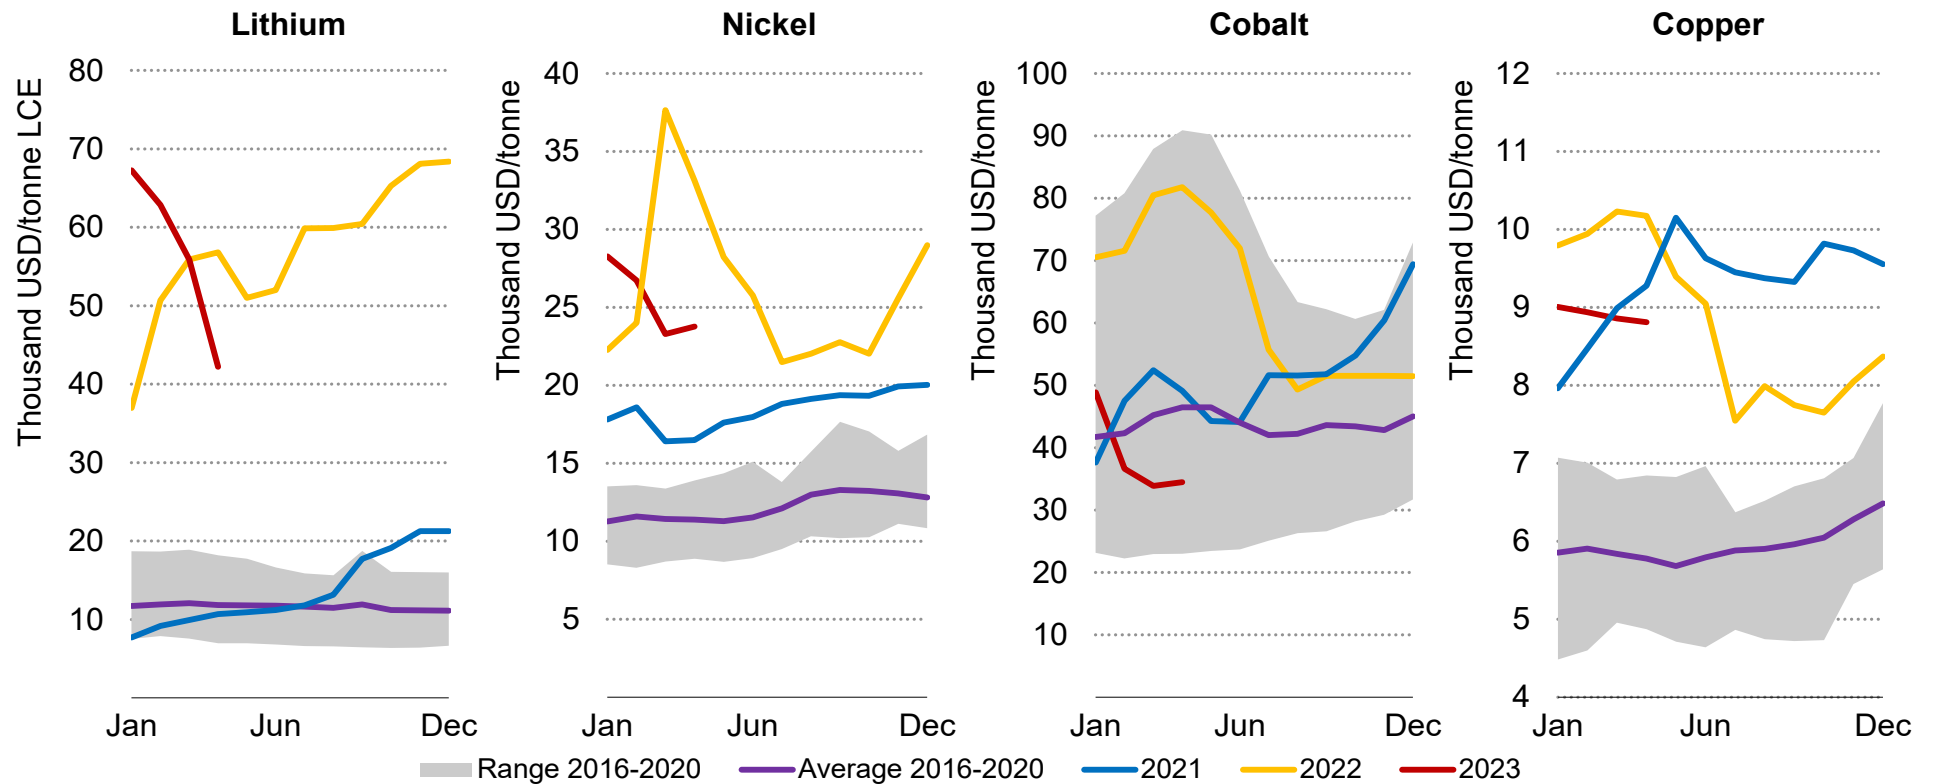 Lithium
Thousand USD/tonne LCE
80
70
60
50
40
30
20
10
Jan Jun Dec
Nickel
Thousand USD/tonne
40
35
30
25
20
15
10
5
Jan Jun Dec
Cobalt
Thousand USD/tonne
100
90
80
70
60
50
40
30
20
10
Jan Jun Dec
Copper
Thousand USD/tonne
12
11
10
9
8
7
6
5
4
Jan Jun Dec
Range 2016-2020 Average 2016-2020 2021 2022 2023